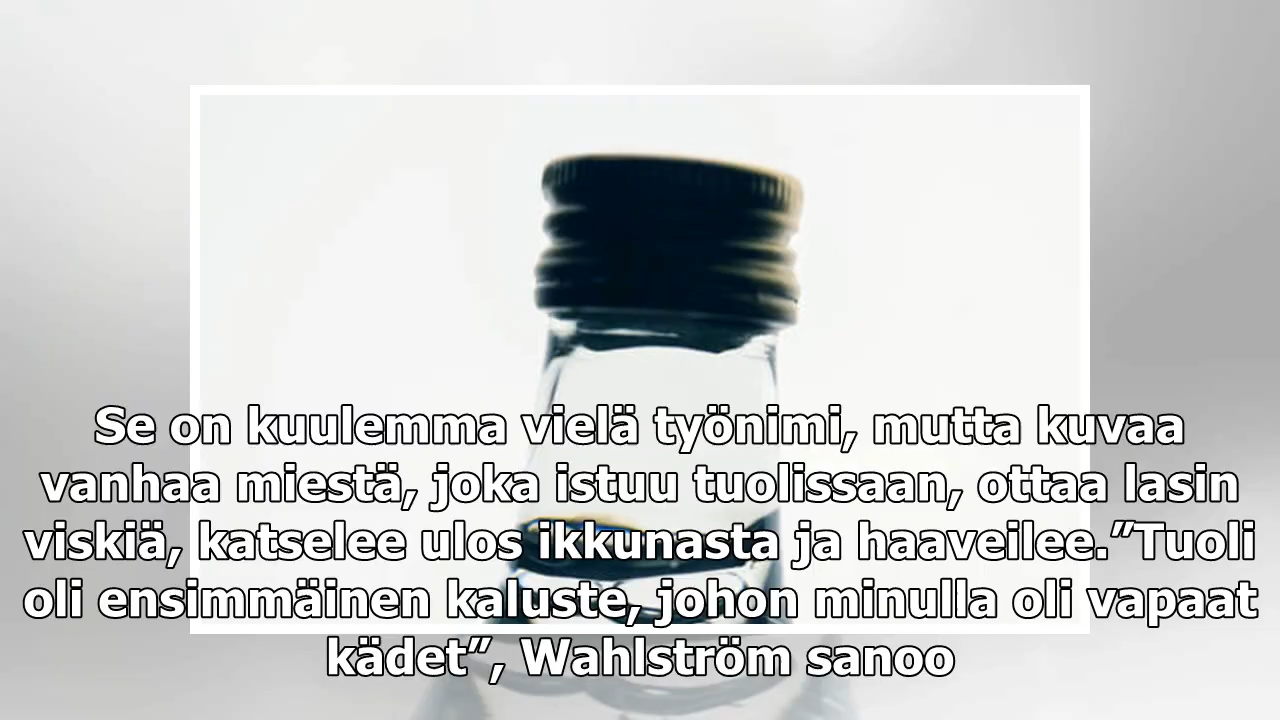 Se on kuulemma vielä työnimi, mutta kuvaa
vanhaa miestä, joka istuu tuolissaan, ottaa lasin
viskiä, katselee ulos ikkunasta ja haaveilee.”Tuoli
oli ensimmäinen kaluste, johon minulla oli vapaat
kädet”, Wahlström sanoo